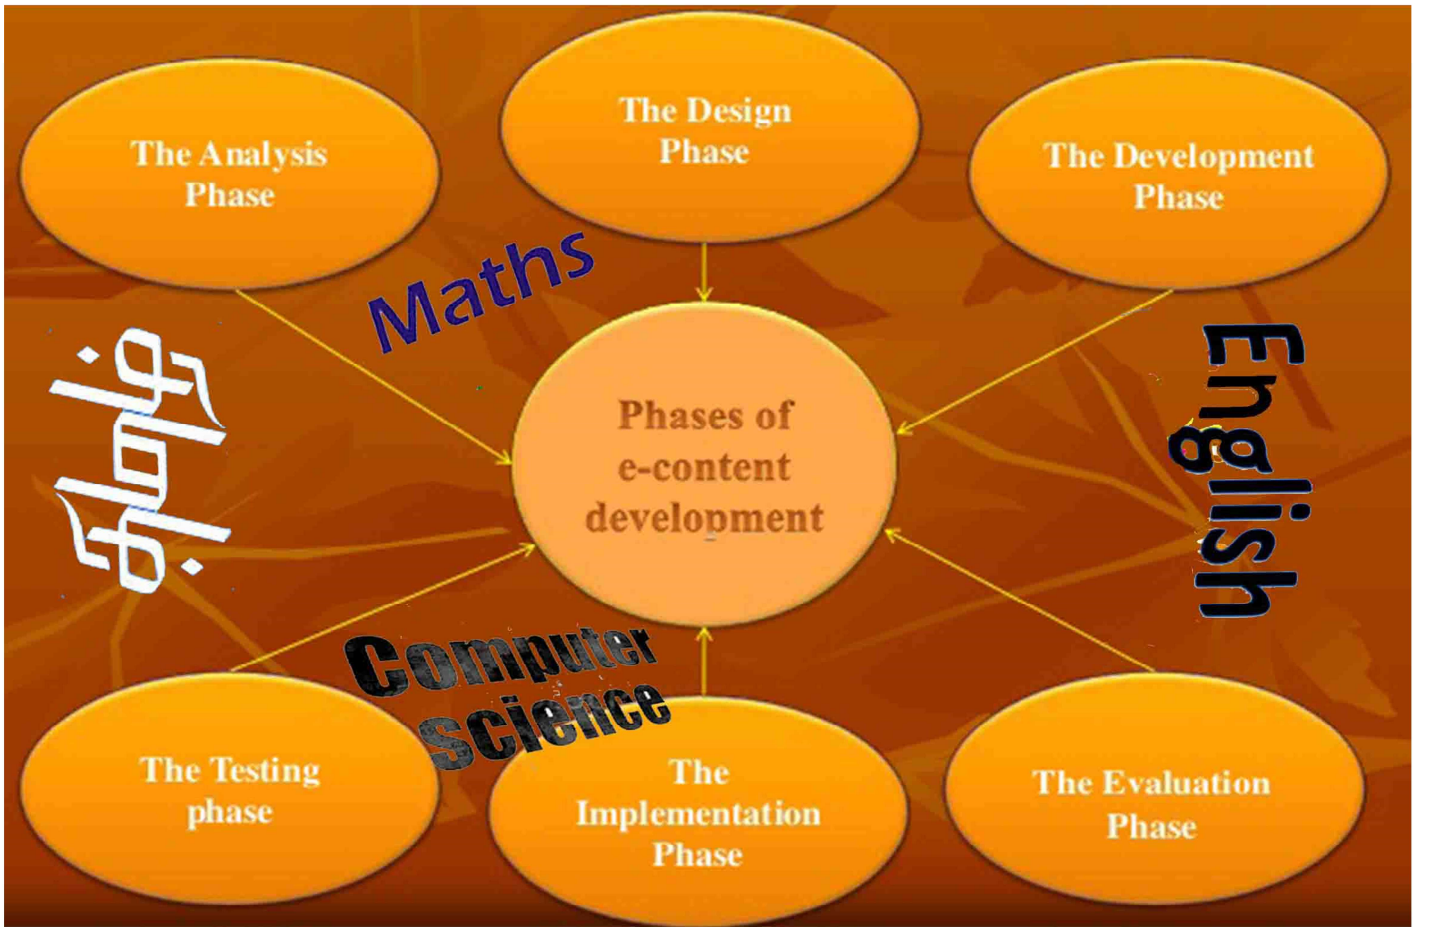 The Analysis
Phase
The Design
Phase
The Development
Phase
Maths
English
Phases of
e-content
development
Computer
science
The Testing
phase
The
Implementation
Phase
The Evaluation
Phase